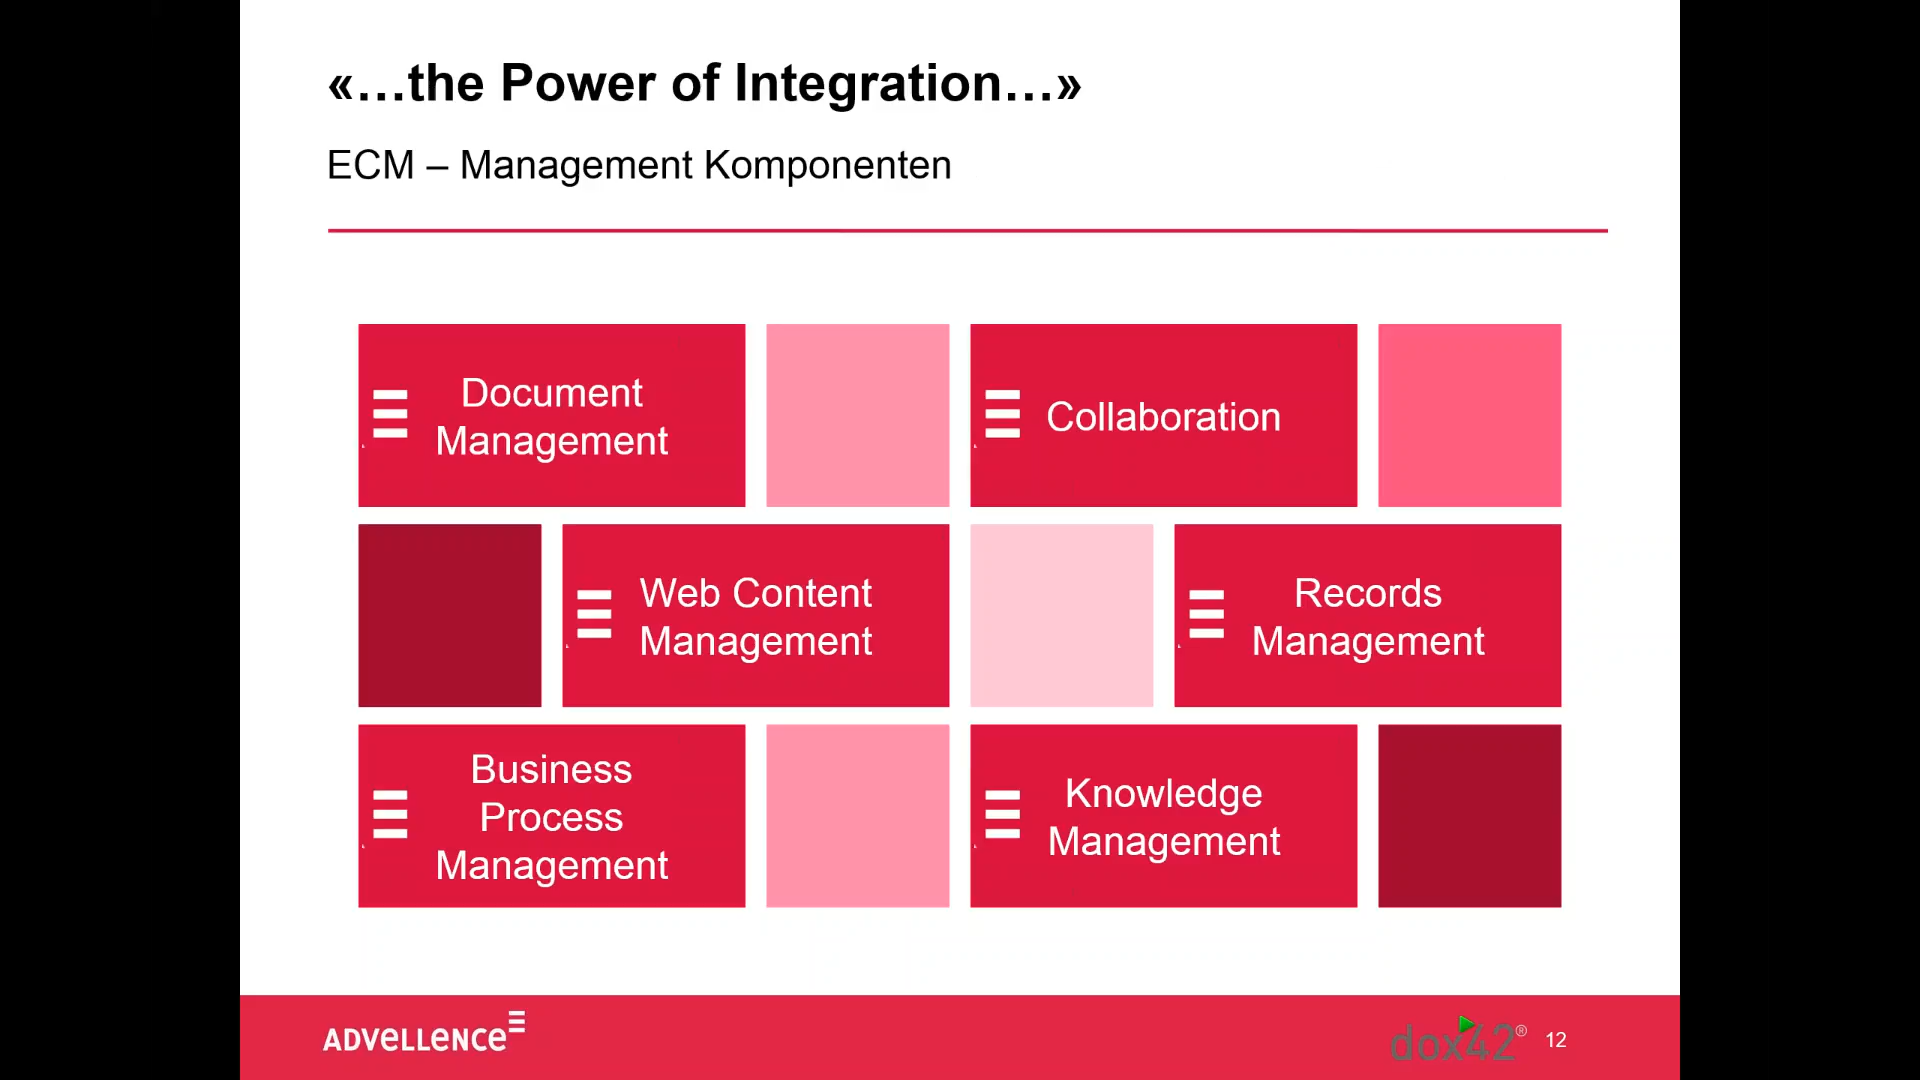 «…the Power of Integration…»
ECM – Management Komponenten
Document
Management
Collaboration
Web Content
Management
Records
Management
Business
Process
Management
Knowledge
Management
ADVELLENCE
dox42®
12